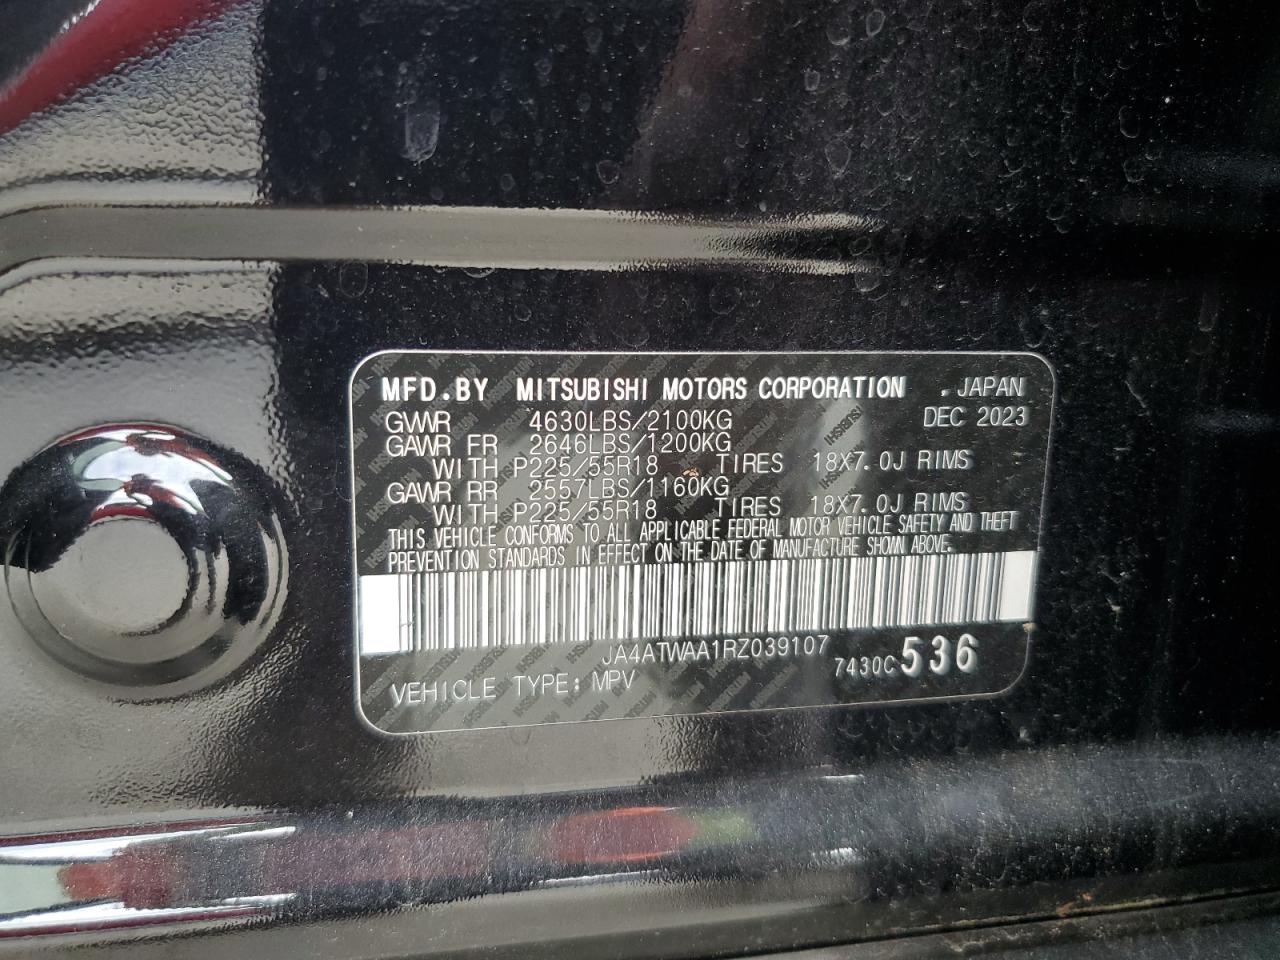 MFD.BY MITSUBISHI MOTORS CORPORATION .JAPAN
GVWR 4630LBS/2100KG DEC 2023
GAWR FR 2646LBS/1200KG
WITH P225/55R18 TIRES 18X7.0J RIMS
GAWR RR 2557LBS/1160KG
WITH P225/55R18 TIRES 18X7.0J RIMS
THIS VEHICLE CONFORMS TO ALL APPLICABLE FEDERAL MOTOR VEHICLE SAFETY AND THEFT
PREVENTION STANDARDS IN EFFECT ON THE DATE OF MANUFACTURE SHOWN ABOVE.
JA4ATWAA1RZ039107
7430C 536
VEHICLE TYPE: MPV